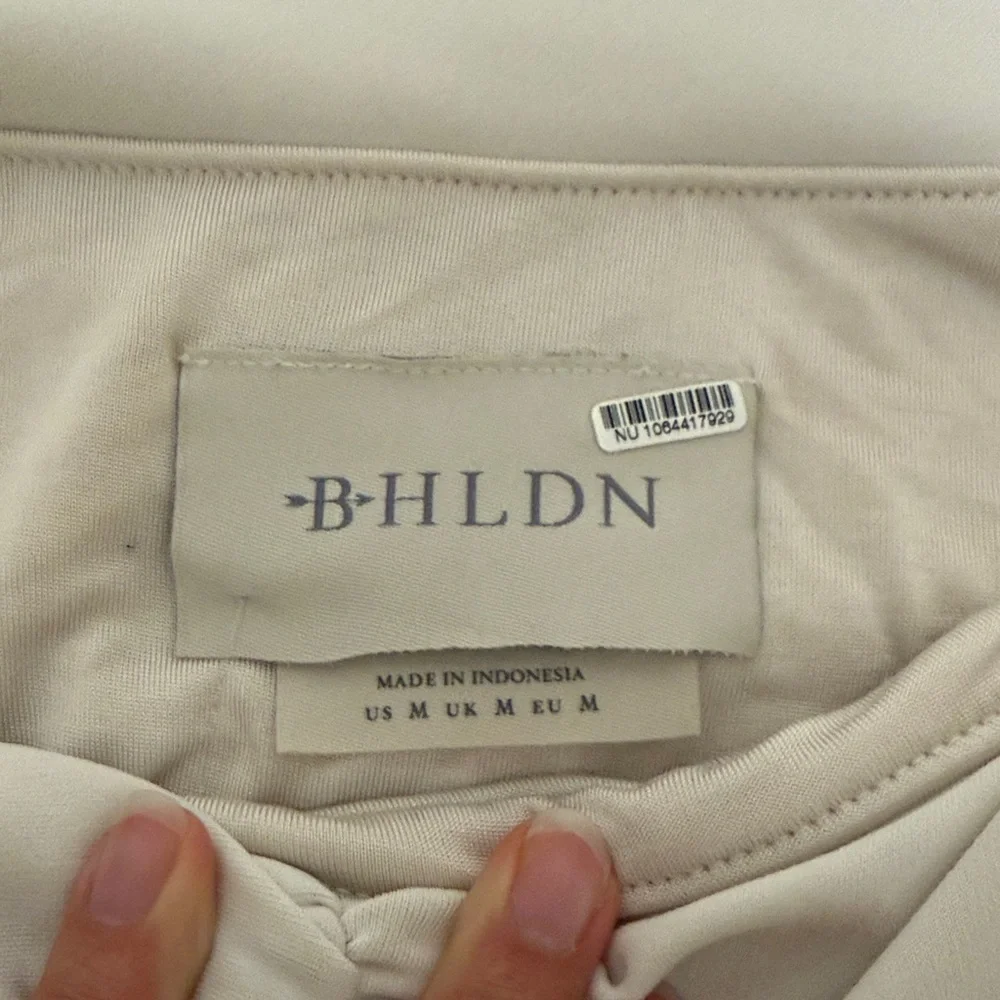 NU 1064417929
BHLDN
MADE IN INDONESIA
US M UK M EU M